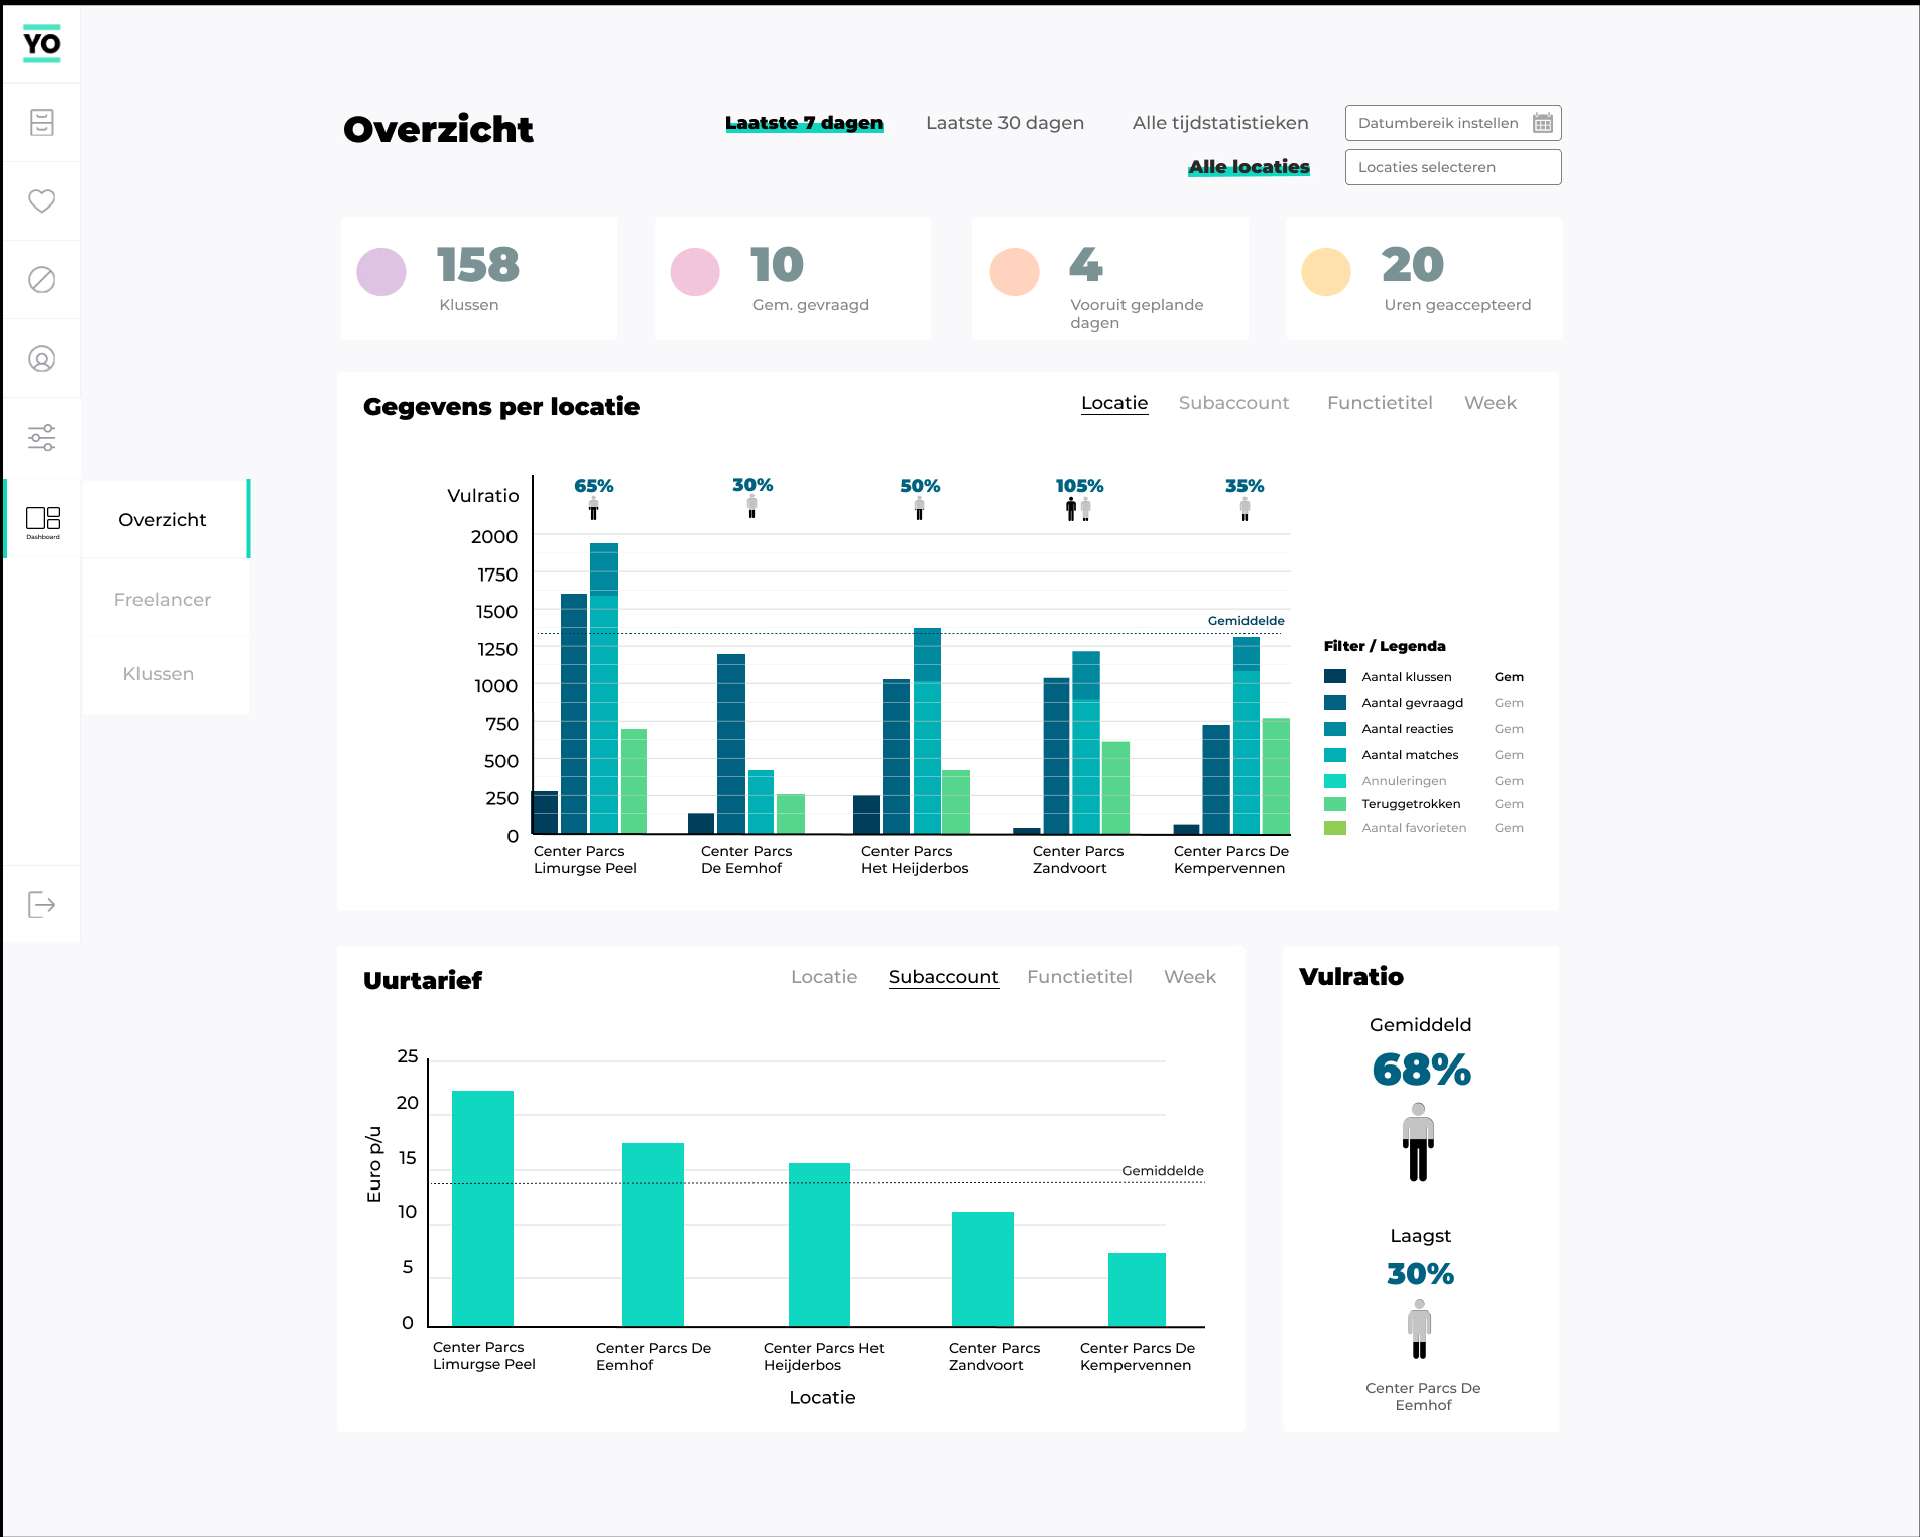 YO
Dashboard
Overzicht
Freelancer
Klussen
Overzicht
Laatste 7 dagen
Laatste 30 dagen
Alle tijdstatistieken
Datumbereik instellen
Alle locaties
Locaties selecteren
158
Klussen
10
Gem. gevraagd
4
Vooruit geplande
dagen
20
Uren geaccepteerd
Gegevens per locatie
Locatie
Subaccount
Functietitel
Week
Vulratio
65%
30%
50%
105%
35%
2000
1750
1500
1250
1000
750
500
250
0
Gemiddelde
Center Parcs
Limurgse Peel
Center Parcs
De Eemhof
Center Parcs
Het Heijderbos
Center Parcs
Zandvoort
Center Parcs De
Kempervennen
Filter / Legenda
Aantal klussen Gem
Aantal gevraagd Gem
Aantal reacties Gem
Aantal matches Gem
Annuleringen Gem
Teruggetrokken Gem
Aantal favorieten Gem
Uurtarief
Locatie
Subaccount
Functietitel
Week
Euro p/u
25
20
15
10
5
0
Gemiddelde
Center Parcs
Limurgse Peel
Center Parcs De
Eemhof
Center Parcs Het
Heijderbos
Center Parcs
Zandvoort
Center Parcs De
Kempervennen
Locatie
Vulratio
Gemiddeld
68%
Laagst
30%
Center Parcs De
Eemhof